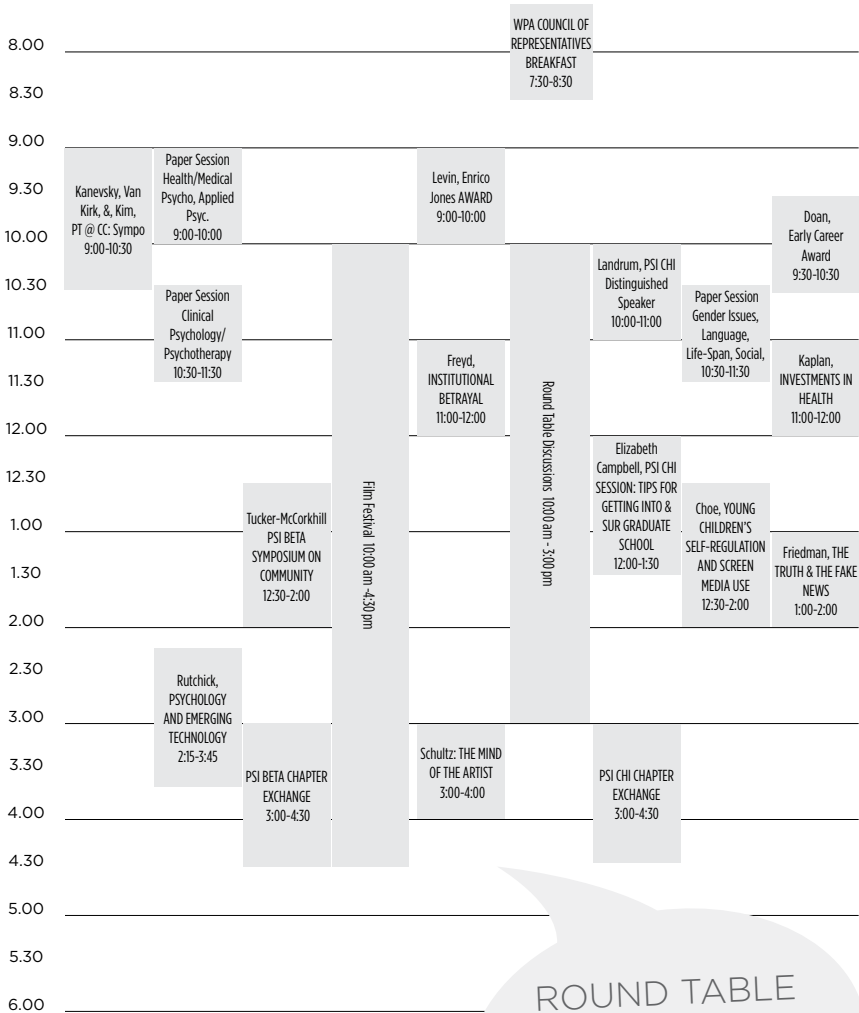 8.00
8.30
9.00
9.30
10.00
10.30
11.00
11.30
12.00
12.30
1.00
1.30
2.00
2.30
3.00
3.30
4.00
4.30
5.00
5.30
6.00
Kanevsky, Van
Kirk, &, Kim,
PT @ CC: Sympo
9:00-10:30
Paper Session
Health/Medical
Psycho, Applied
Psyc.
9:00-10:00
Paper Session
Clinical
Psychology/
Psychotherapy
10:30-11:30
Rutchick,
PSYCHOLOGY
AND EMERGING
TECHNOLOGY
2:15-3:45
Tucker-McCorkhill
PSI BETA
SYMPOSIUM ON
COMMUNITY
12:30-2:00
PSI BETA CHAPTER
EXCHANGE
3:00-4:30
Film Festival 10:00 am -4:30 pm
Levin, Enrico
Jones AWARD
9:00-10:00
Freyd,
INSTITUTIONAL
BETRAYAL
11:00-12:00
Schultz: THE MIND
OF THE ARTIST
3:00-4:00
WPA COUNCIL OF
REPRESENTATIVES
BREAKFAST
7:30-8:30
Round Table Discussions 10:00 am - 3:00 pm
Landrum, PSI CHI
Distinguished
Speaker
10:00-11:00
Elizabeth
Campbell, PSI CHI
SESSION: TIPS FOR
GETTING INTO &
SUR GRADUATE
SCHOOL
12:00-1:30
PSI CHI CHAPTER
EXCHANGE
3:00-4:30
Paper Session
Gender Issues,
Language,
Life-Span, Social,
10:30-11:30
Choe, YOUNG
CHILDREN'S
SELF-REGULATION
AND SCREEN
MEDIA USE
12:30-2:00
Doan,
Early Career
Award
9:30-10:30
Kaplan,
INVESTMENTS IN
HEALTH
11:00-12:00
Friedman, THE
TRUTH & THE FAKE
NEWS
1:00-2:00
ROUND TABLE